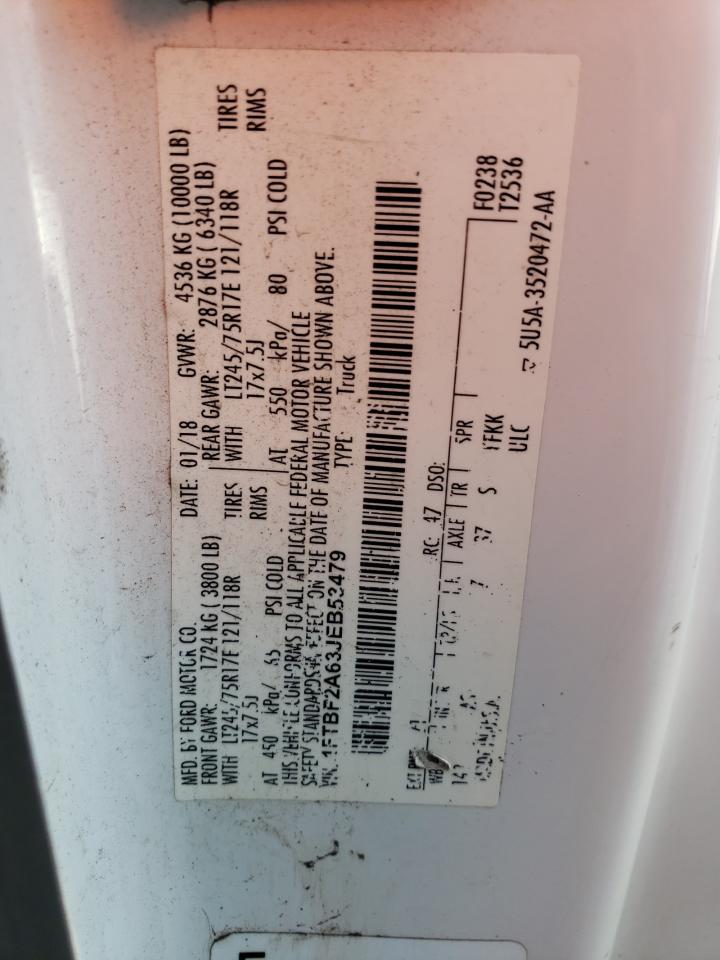 MFD. BY FORD MOTOR CO.
DATE: 01/18 GVWR: 4536 KG (10000 LB)
FRONT GAWR: 1724 KG ( 3800 LB) REAR GAWR: 2876 KG ( 6340 LB)
WITH LT245/75R17E 121/118R TIRES WITH LT245/75R17E 121/118R TIRES
17x7.5J RIMS 17x7.5J RIMS
AT 450 kPa/ 65 PSI COLD AT 550 kPa/ 80 PSI COLD
THIS VEHICLE CONFORMS TO ALL APPLICABLE FEDERAL MOTOR VEHICLE
SAFETY STANDARDS IN EFFECT ON THE DATE OF MANUFACTURE SHOWN ABOVE.
VIN: 1FTBF2A63JEB53479 TYPE: Truck
EXT PNT RC: 47 DSO: F0238
WB AXLE TR SPR T2536
37 S YFKK
ULC
5U5A-3520472-AA